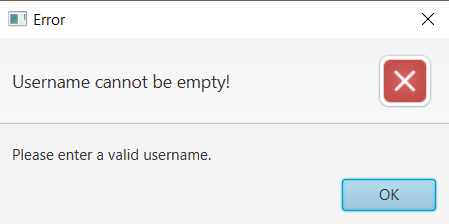 Error
Username cannot be empty!
Please enter a valid username.
OK